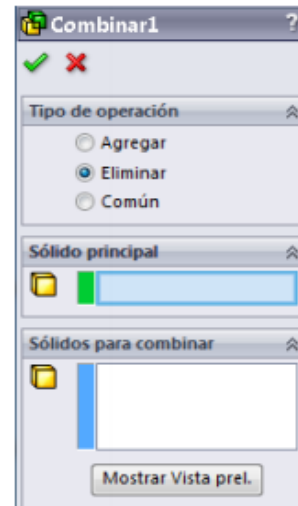 Combinar1 ?
Tipo de operación
Agregar
Eliminar
Común
Sólido principal
Sólidos para combinar
Mostrar Vista prel.